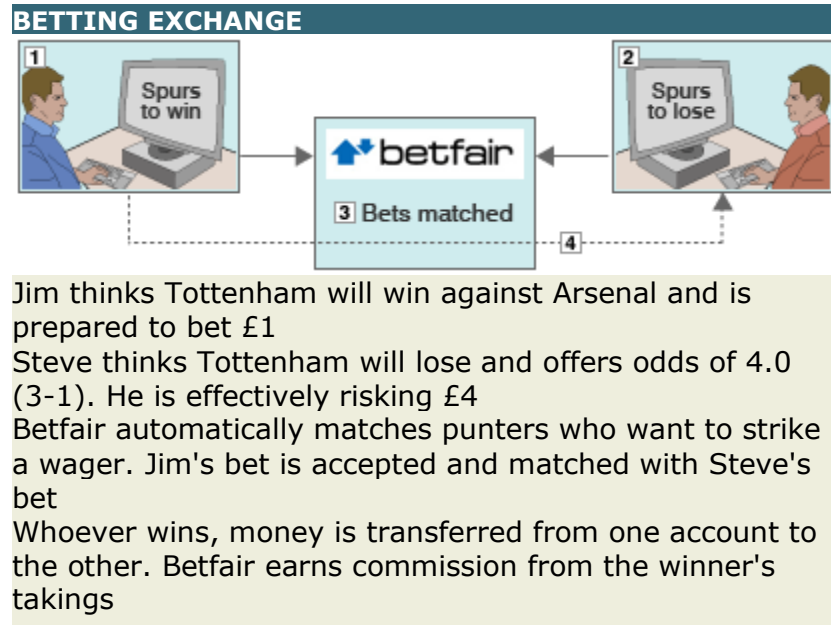 BETTING EXCHANGE
1
Spurs
to win
2
Spurs
to lose
betfair
3 Bets matched
4
Jim thinks Tottenham will win against Arsenal and is
prepared to bet £1
Steve thinks Tottenham will lose and offers odds of 4.0
(3-1). He is effectively risking £4
Betfair automatically matches punters who want to strike
a wager. Jim's bet is accepted and matched with Steve's
bet
Whoever wins, money is transferred from one account to
the other. Betfair earns commission from the winner's
takings